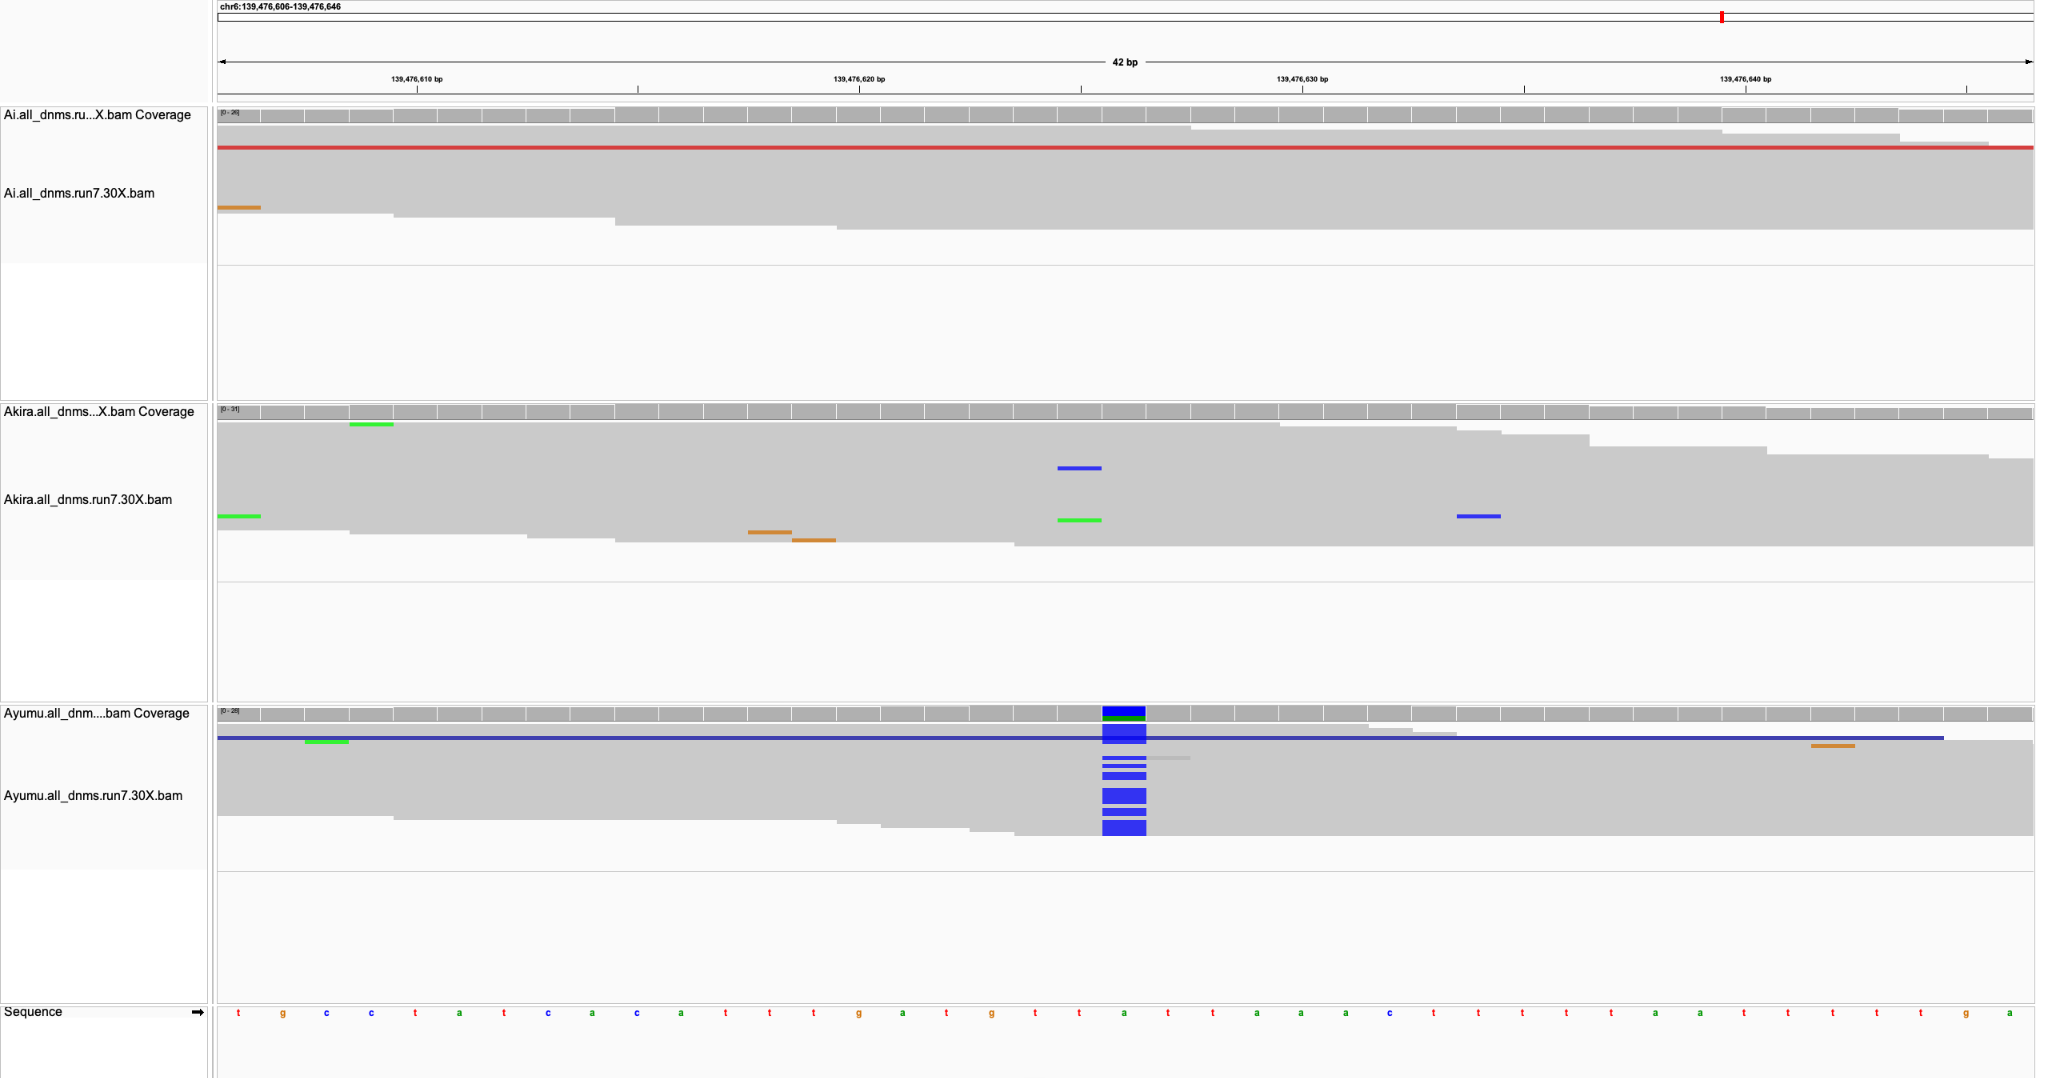 chr6:139,476,606-139,476,646
42 bp
139,476,610 bp 139,476,620 bp 139,476,630 bp 139,476,640 bp
Ai.all_dnms.ru...X.bam Coverage
[0 - 26]
Ai.all_dnms.run7.30X.bam
Akira.all_dnms...X.bam Coverage
[0 - 31]
Akira.all_dnms.run7.30X.bam
Ayumu.all_dnm....bam Coverage
[0 - 28]
Ayumu.all_dnms.run7.30X.bam
Sequence
t g c c t a t c a c a t t t g a t g t t a t t a a a c t t t t t a a t t t t t g a